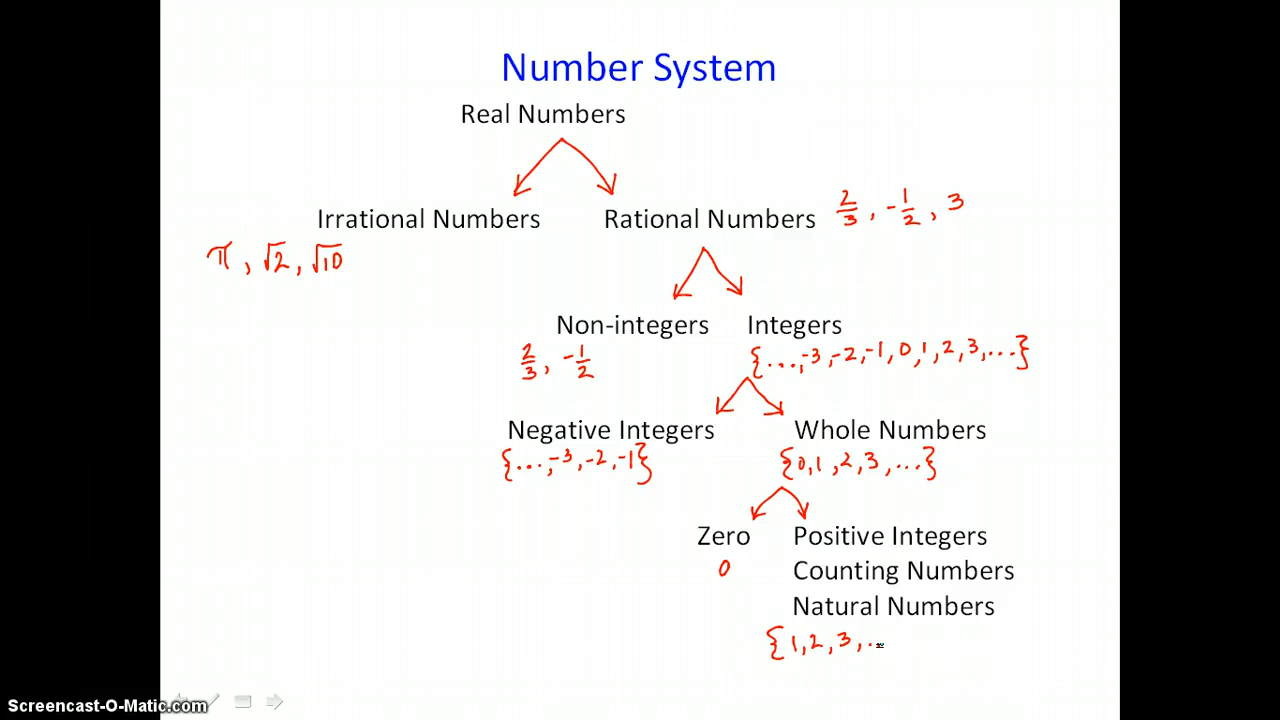 Number System
Real Numbers
Irrational Numbers Rational Numbers 2/3, -1/2, 3
π, √2, √10
Non-integers Integers
2/3, -1/2 {..., -3, -2, -1, 0, 1, 2, 3, ...}
Negative Integers Whole Numbers
{..., -3, -2, -1} {0, 1, 2, 3, ...}
Zero Positive Integers
0 Counting Numbers
Natural Numbers
{1, 2, 3, ..
Screencast-O-Matic.com